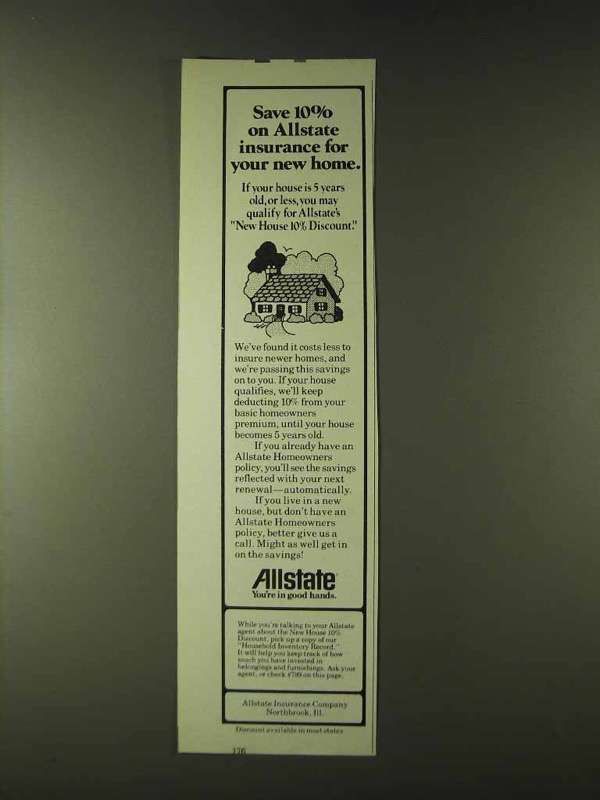 Save 10%
on Allstate
insurance for
your new home.
If your house is 5 years
old, or less, you may
qualify for Allstate's
"New House 10% Discount."
We've found it costs less to
insure newer homes, and
we're passing this savings
on to you. If your house
qualifies, we'll keep
deducting 10% from your
basic homeowners
premium, until your house
becomes 5 years old.
If you already have an
Allstate Homeowners
policy, you'll see the savings
reflected with your next
renewal—automatically.
If you live in a new
house, but don't have an
Allstate Homeowners
policy, better give us a
call. Might as well get in
on the savings!
Allstate
You're in good hands.
While you're talking to your Allstate
agent about the New House 10%
Discount, pick up a copy of our
"Household Inventory Record."
It will help you keep track of how
much you have invested in
belongings and furnishings. Ask your
agent, or check #799 on this page.
Allstate Insurance Company
Northbrook, Ill.
Discount available in most states
176